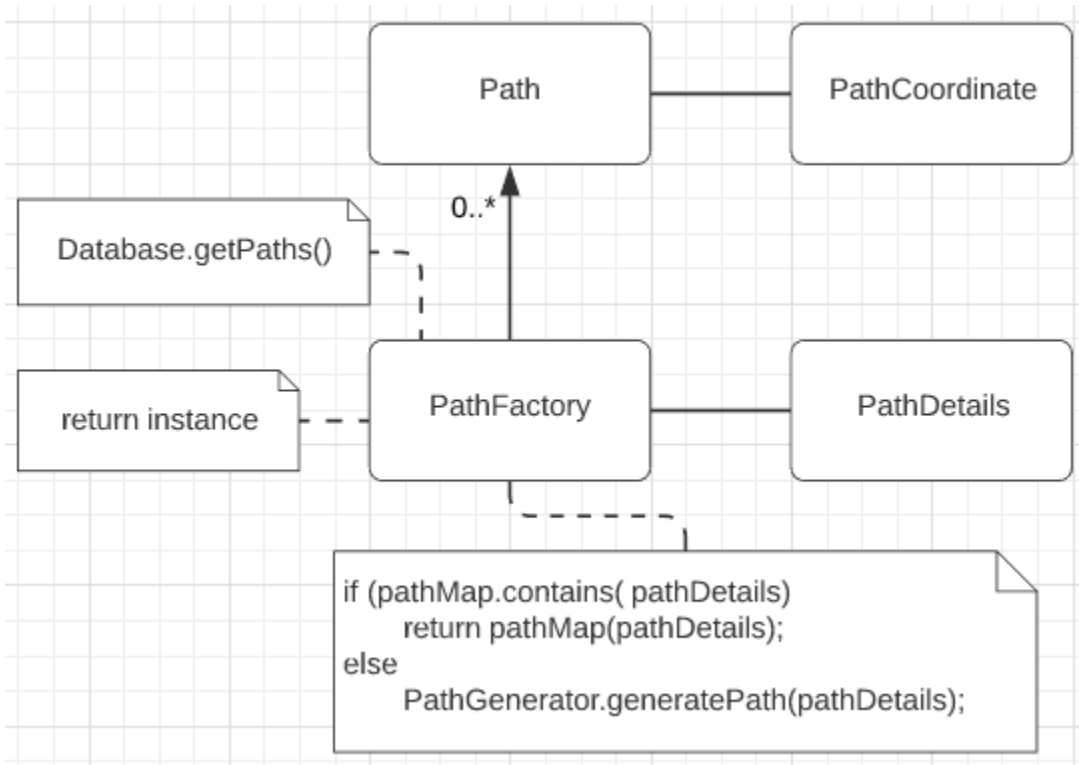 Path
PathCoordinate
0..*
Database.getPaths()
PathFactory
PathDetails
return instance
if (pathMap.contains( pathDetails)
return pathMap(pathDetails);
else
PathGenerator.generatePath(pathDetails);